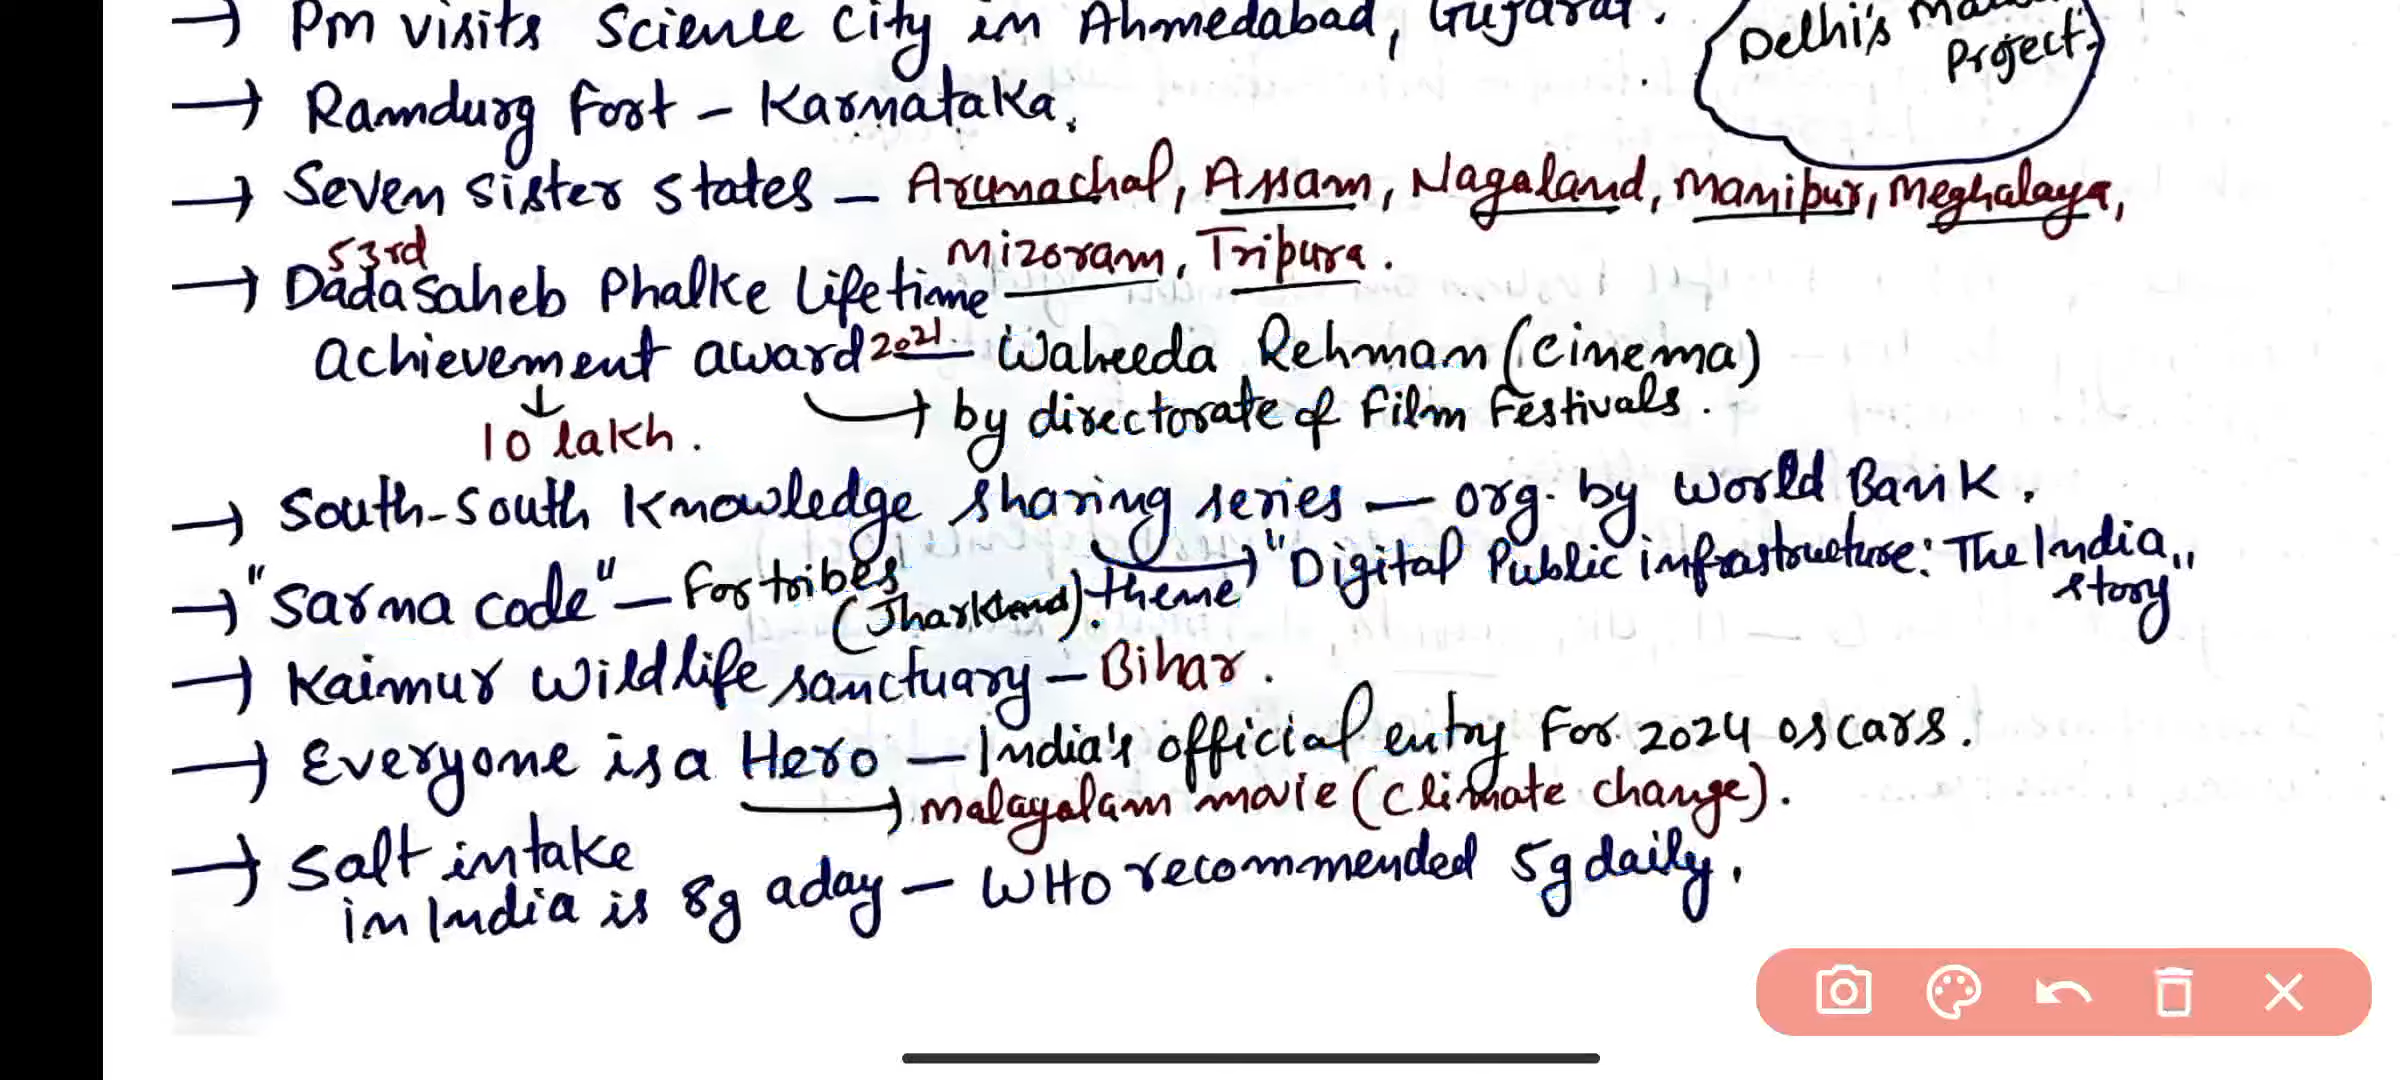 → Pm visits Science City in Ahmedabad, Gujarat.
Delhi's
Project.
→ Ramdurg Fort - Karnataka.
→ Seven sister states - Arunachal, Assam, Nagaland, Manipur, Meghalaya,
Mizoram, Tripura.
53rd
→ Dadasaheb Phalke Lifetime
Achievement award 2021 - Waheeda Rehman (Cinema)
→ by directorate of Film Festivals.
↓
10 lakh.
→ South-South Knowledge sharing series - org. by World Bank.
→ theme "Digital Public infrastructure: The India
story"
→ "Sarna code" - For tribes
(Jharkhand).
→ Kaimur Wildlife sanctuary - Bihar.
→ Everyone is a Hero - India's official entry For 2024 oscars.
→ malayalam movie (climate change).
→ Salt intake
in India is 8g a day - WHO recommended 5g daily.